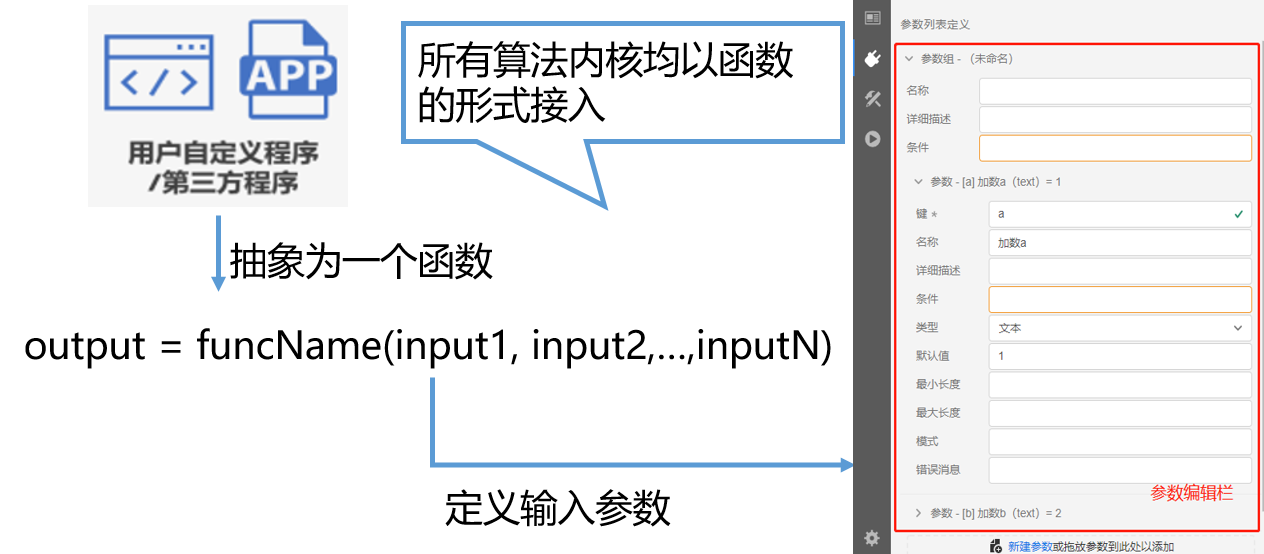 </>
APP
用户自定义程序
/第三方程序
所有算法内核均以函数
的形式接入
抽象为一个函数
output = funcName(input1, input2,...,inputN)
定义输入参数
参数列表定义
参数组 - （未命名）
名称
详细描述
条件
参数 - [a] 加数a（text）= 1
键 *
a
名称
加数a
详细描述
条件
类型
文本
默认值
1
最小长度
最大长度
模式
错误消息
参数编辑栏
参数 - [b] 加数b（text）= 2
新建参数或拖放参数到此处以添加